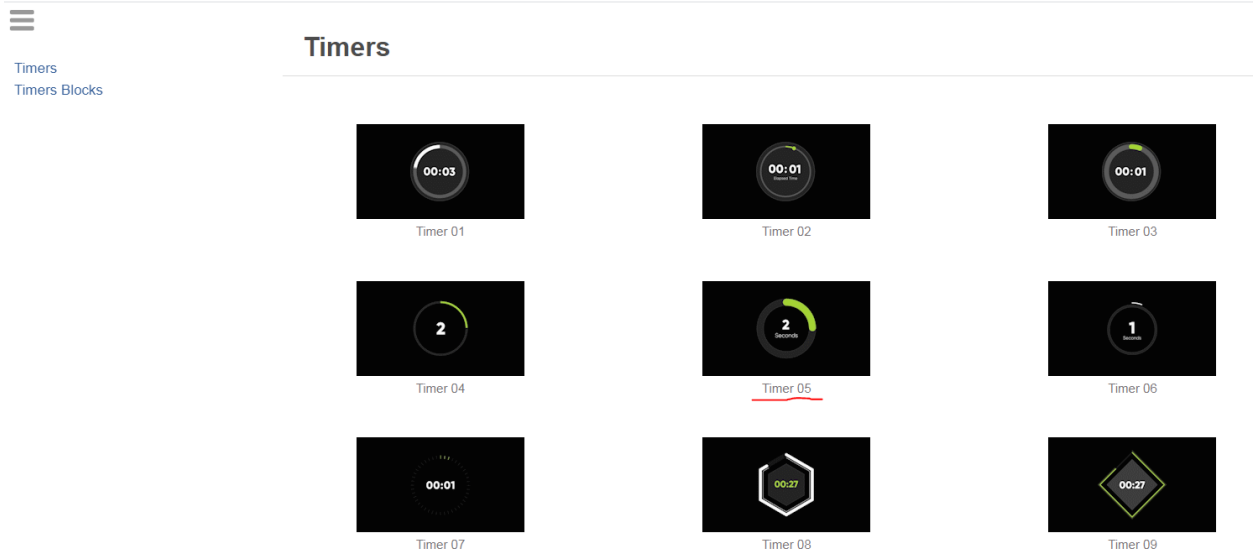 Timers
Timers
Timers Blocks
00:03
00:01
Elapsed Time
00:01
Timer 01
Timer 02
Timer 03
2
2
Seconds
1
Seconds
Timer 04
Timer 05
Timer 06
00:01
00:27
00:27
Timer 07
Timer 08
Timer 09